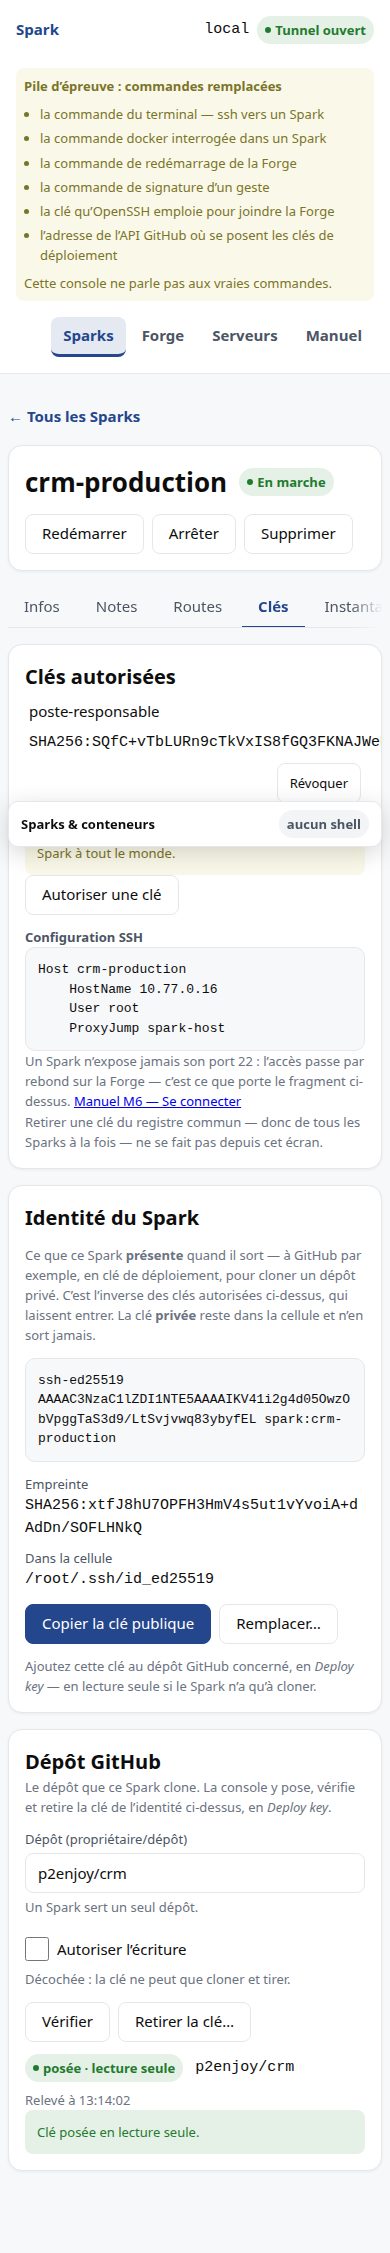 Spark
local
Tunnel ouvert
Pile d’épreuve : commandes remplacées
la commande du terminal — ssh vers un Spark
la commande docker interrogée dans un Spark
la commande de redémarrage de la Forge
la commande de signature d’un geste
la clé qu’OpenSSH emploie pour joindre la Forge
l’adresse de l’API GitHub où se posent les clés de
déploiement
Cette console ne parle pas aux vraies commandes.
Sparks
Forge
Serveurs
Manuel
← Tous les Sparks
crm-production
En marche
Redémarrer
Arrêter
Supprimer
Infos
Notes
Routes
Clés
Instanta
Clés autorisées
poste-responsable
SHA256:SQfC+vTbLURn9cTkVxIS8fGQ3FKNAJWe
Révoquer
Sparks & conteneurs
aucun shell
Spark à tout le monde.
Autoriser une clé
Configuration SSH
Host crm-production
    HostName 10.77.0.16
    User root
    ProxyJump spark-host
Un Spark n’expose jamais son port 22 : l’accès passe par
rebond sur la Forge — c’est ce que porte le fragment ci-
dessus. Manuel M6 — Se connecter
Retirer une clé du registre commun — donc de tous les
Sparks à la fois — ne se fait pas depuis cet écran.
Identité du Spark
Ce que ce Spark présente quand il sort — à GitHub par
exemple, en clé de déploiement, pour cloner un dépôt
privé. C’est l’inverse des clés autorisées ci-dessus, qui
laissent entrer. La clé privée reste dans la cellule et n’en
sort jamais.
ssh-ed25519
AAAAC3NzaC1lZDI1NTE5AAAAIKV41i2g4d05OwzO
bVpggTaS3d9/LtSvjvwq83ybyfEL spark:crm-
production
Empreinte
SHA256:xtfJ8hU7OPFH3HmV4s5ut1vYvoiA+d
AdDn/SOFLHNkQ
Dans la cellule
/root/.ssh/id_ed25519
Copier la clé publique
Remplacer…
Ajoutez cette clé au dépôt GitHub concerné, en Deploy
key — en lecture seule si le Spark n’a qu’à cloner.
Dépôt GitHub
Le dépôt que ce Spark clone. La console y pose, vérifie
et retire la clé de l’identité ci-dessus, en Deploy key.
Dépôt (propriétaire/dépôt)
p2enjoy/crm
Un Spark sert un seul dépôt.
Autoriser l’écriture
Décochée : la clé ne peut que cloner et tirer.
Vérifier
Retirer la clé…
posée · lecture seule
p2enjoy/crm
Relevé à 13:14:02
Clé posée en lecture seule.